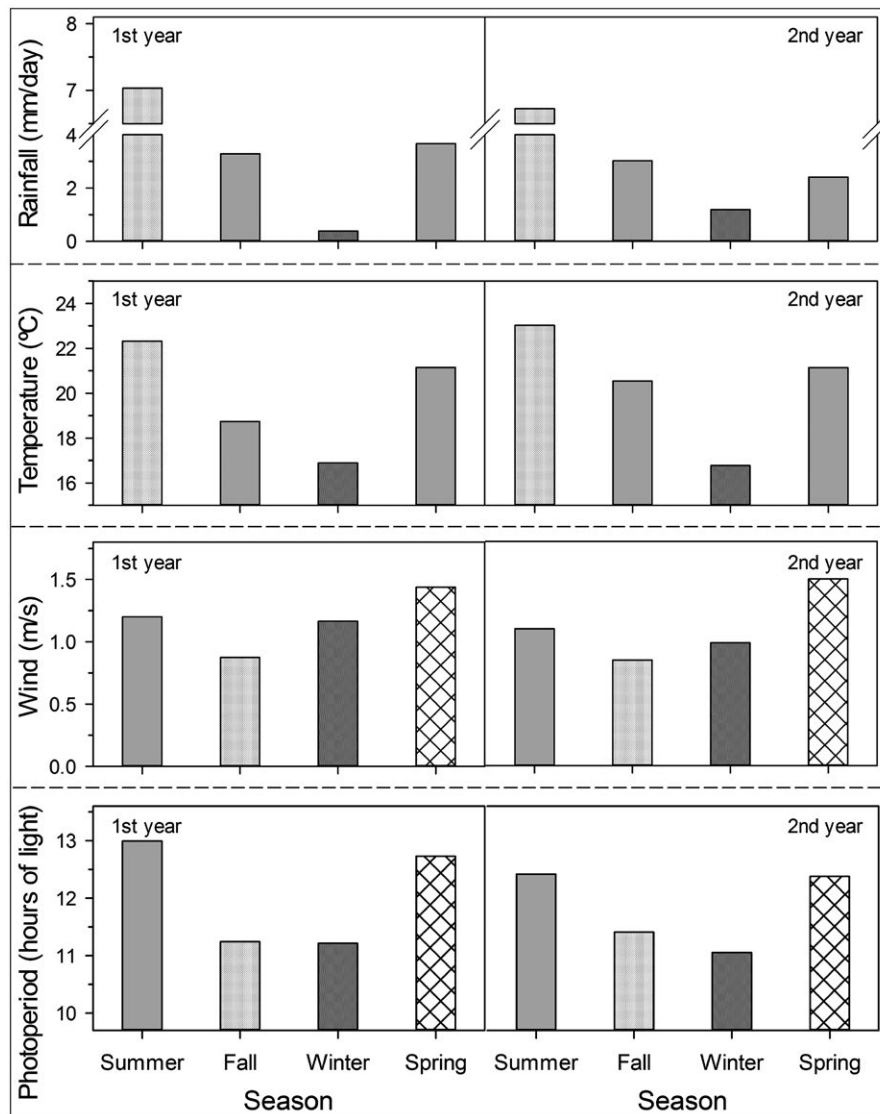 Rainfall (mm/day)
8
7
4
2
0
1st year
2nd year
Temperature (ºC)
24
22
20
18
16
1st year
2nd year
Wind (m/s)
1.5
1.0
0.5
0.0
1st year
2nd year
Photoperiod (hours of light)
13
12
11
10
1st year
2nd year
Summer Fall Winter Spring Summer Fall Winter Spring
Season Season